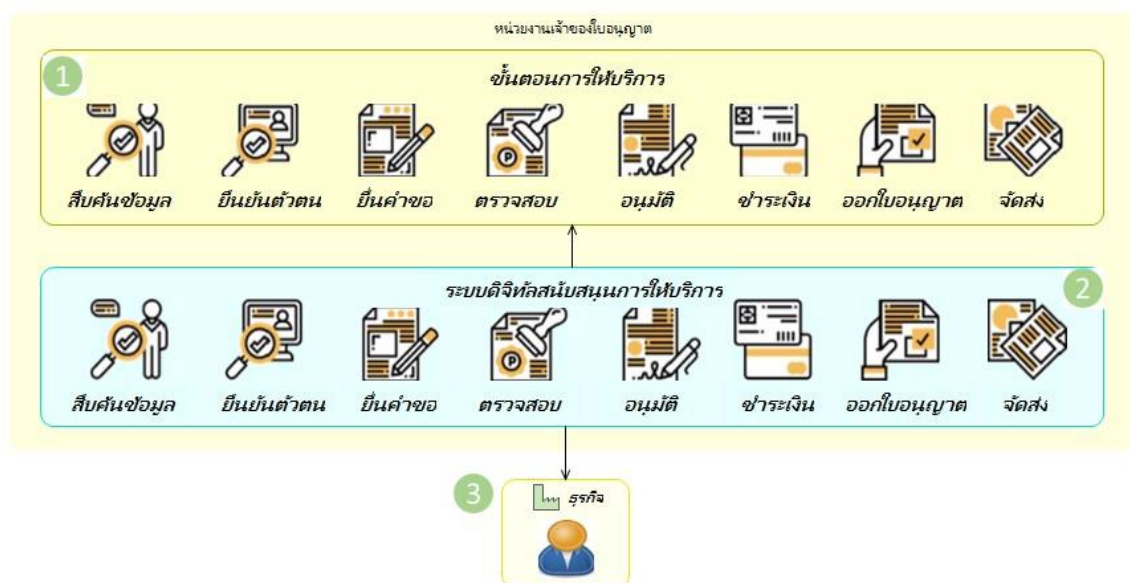 หน่วยงานเจ้าของใบอนุญาต
1
ขั้นตอนการให้บริการ
สืบค้นข้อมูล ยืนยันตัวตน ยื่นคำขอ ตรวจสอบ อนุมัติ ชำระเงิน ออกใบอนุญาต จัดส่ง
ระบบดิจิทัลสนับสนุนการให้บริการ
2
สืบค้นข้อมูล ยืนยันตัวตน ยื่นคำขอ ตรวจสอบ อนุมัติ ชำระเงิน ออกใบอนุญาต จัดส่ง
3
ธุรกิจ